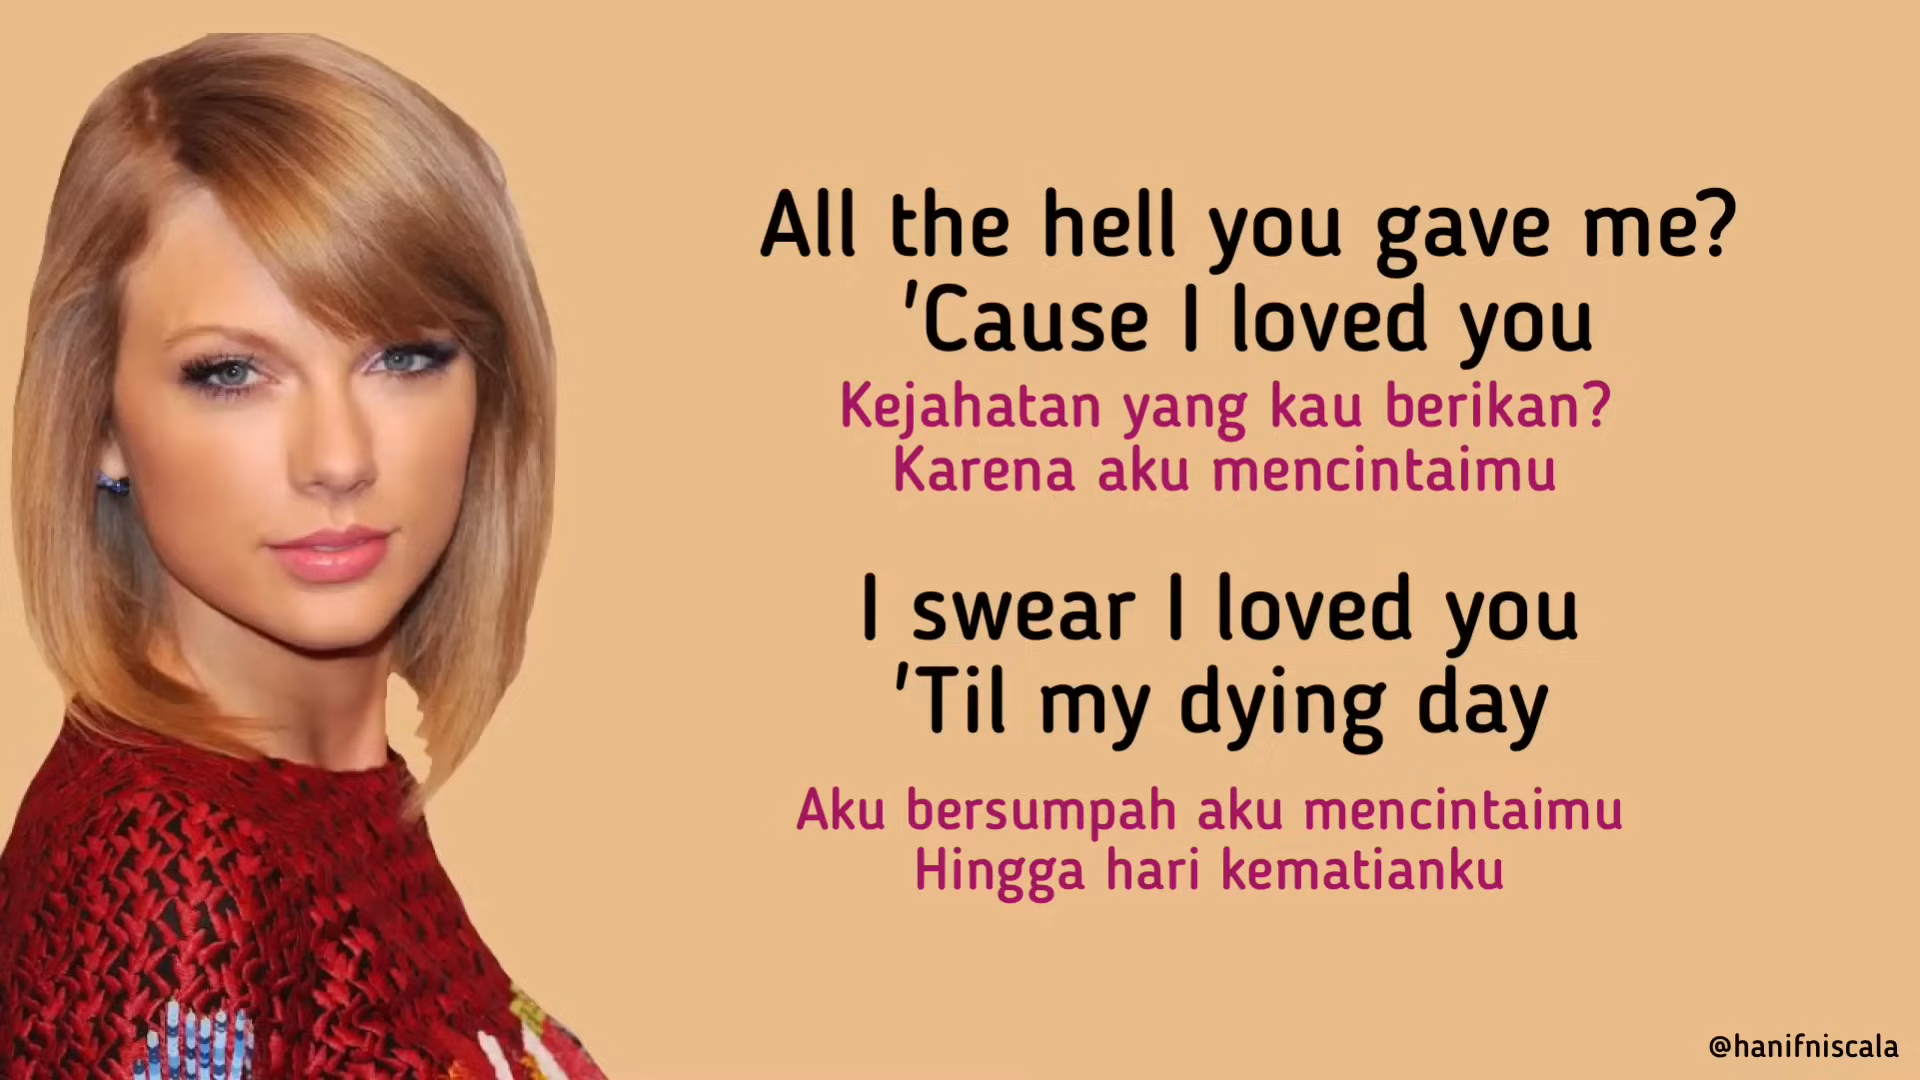 All the hell you gave me?
'Cause I loved you
Kejahatan yang kau berikan?
Karena aku mencintaimu
I swear I loved you
'Til my dying day
Aku bersumpah aku mencintaimu
Hingga hari kematianku
@hanifniscala